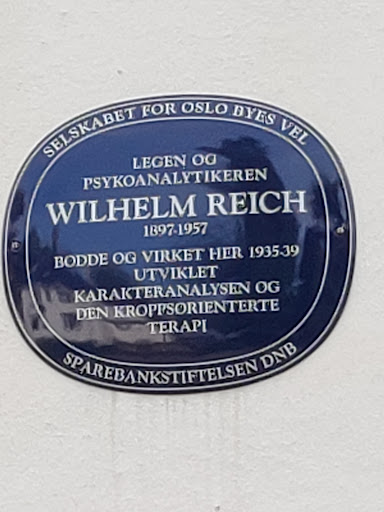 SELSKABET FOR OSLO BYES VEL
LEGEN OG
PSYKOANALYTIKEREN
WILHELM REICH
1897-1957
BODDE OG VIRKET HER 1935-39
UTVIKLET
KARAKTERANALYSEN OG
DEN KROPPSORIENTERTE
TERAPI
SPAREBANKSTIFTELSEN DNB